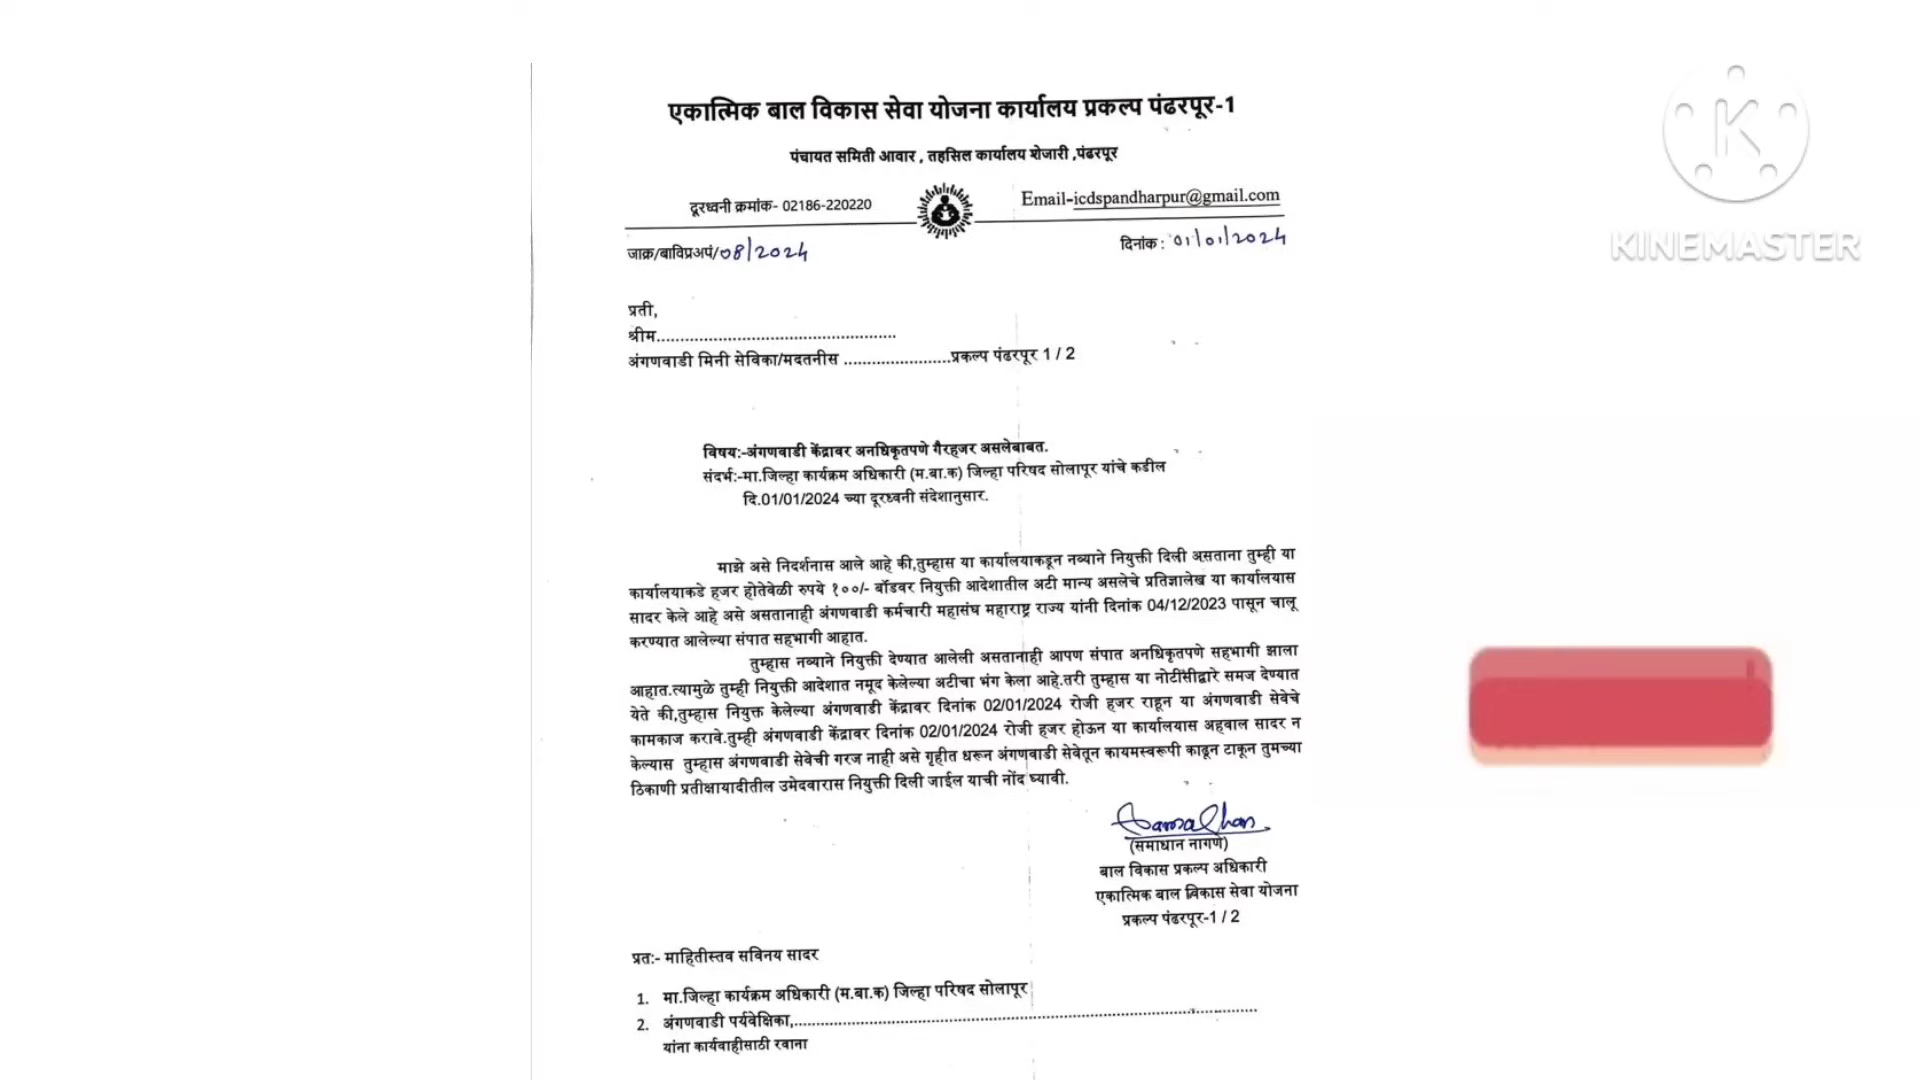 एकात्मिक बाल विकास सेवा योजना कार्यालय प्रकल्प पंढरपूर-1
पंचायत समिती आवार , तहसिल कार्यालय शेजारी ,पंढरपूर
दूरध्वनी क्रमांक- 02186-220220
Email-icdspandharpur@gmail.com
जाक्र/बाविप्रअपं/08/2024
दिनांक : 01/01/2024
प्रती,
श्रीम....................................................
अंगणवाडी मिनी सेविका/मदतनीस .......................प्रकल्प पंढरपूर 1 / 2
विषय:-अंगणवाडी केंद्रावर अनधिकृतपणे गैरहजर असलेबाबत.
संदर्भ:-मा.जिल्हा कार्यक्रम अधिकारी (म.बा.क) जिल्हा परिषद सोलापूर यांचे कडील
दि.01/01/2024 च्या दूरध्वनी संदेशानुसार.
माझे असे निदर्शनास आले आहे की,तुम्हास या कार्यालयाकडून नव्याने नियुक्ती दिली असताना तुम्ही या
कार्यालयाकडे हजर होतेवेळी रुपये १००/- बॉडवर नियुक्ती आदेशातील अटी मान्य असलेचे प्रतिज्ञालेख या कार्यालयास
सादर केले आहे असे असतानाही अंगणवाडी कर्मचारी महासंघ महाराष्ट्र राज्य यांनी दिनांक 04/12/2023 पासून चालू
करण्यात आलेल्या संपात सहभागी आहात.
तुम्हास नव्याने नियुक्ती देण्यात आलेली असतानाही आपण संपात अनधिकृतपणे सहभागी झाला
आहात.त्यामुळे तुम्ही नियुक्ती आदेशात नमूद केलेल्या अटीचा भंग केला आहे.तरी तुम्हास या नोटींसीद्वारे समज देण्यात
येते की,तुम्हास नियुक्त केलेल्या अंगणवाडी केंद्रावर दिनांक 02/01/2024 रोजी हजर राहून या अंगणवाडी सेवेचे
कामकाज करावे.तुम्ही अंगणवाडी केंद्रावर दिनांक 02/01/2024 रोजी हजर होऊन या कार्यालयास अहवाल सादर न
केल्यास तुम्हास अंगणवाडी सेवेची गरज नाही असे गृहीत धरून अंगणवाडी सेवेतून कायमस्वरूपी काढून टाकून तुमच्या
ठिकाणी प्रतीक्षायादीतील उमेदवारास नियुक्ती दिली जाईल याची नोंद घ्यावी.
(समाधान नागणे)
बाल विकास प्रकल्प अधिकारी
एकात्मिक बाल विकास सेवा योजना
प्रकल्प पंढरपूर-1 / 2
प्रतः- माहितीस्तव सविनय सादर
1. मा.जिल्हा कार्यक्रम अधिकारी (म.बा.क) जिल्हा परिषद सोलापूर
2. अंगणवाडी पर्यवेक्षिका,....................................................................................................
यांना कार्यवाहीसाठी रवाना
K
KINEMASTER